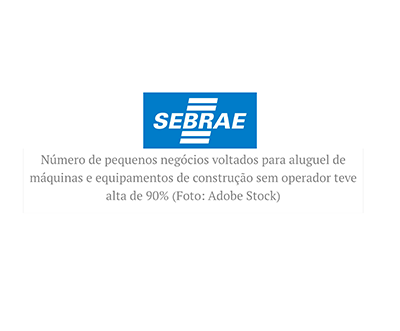 SEBRAE
Número de pequenos negócios voltados para aluguel de
máquinas e equipamentos de construção sem operador teve
alta de 90% (Foto: Adobe Stock)